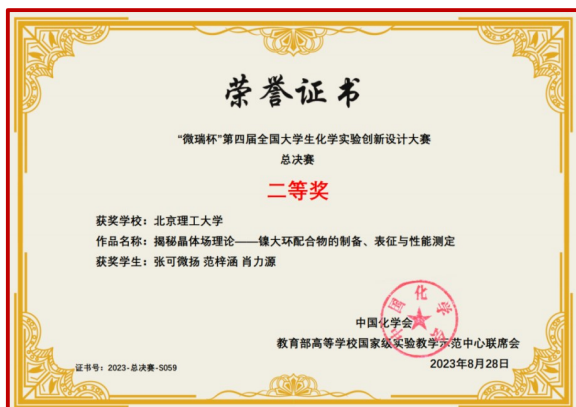 荣誉证书
“微瑞杯”第四届全国大学生化学实验创新设计大赛
总决赛
二等奖
获奖学校：北京理工大学
作品名称：揭秘晶体场理论——镍大环配合物的制备、表征与性能测定
获奖学生：张可微扬 范梓涵 肖力源
中国化学会
中国化学会
教育部高等学校国家级实验教学示范中心联席会
证书号：2023-总决赛-S059
2023年8月28日